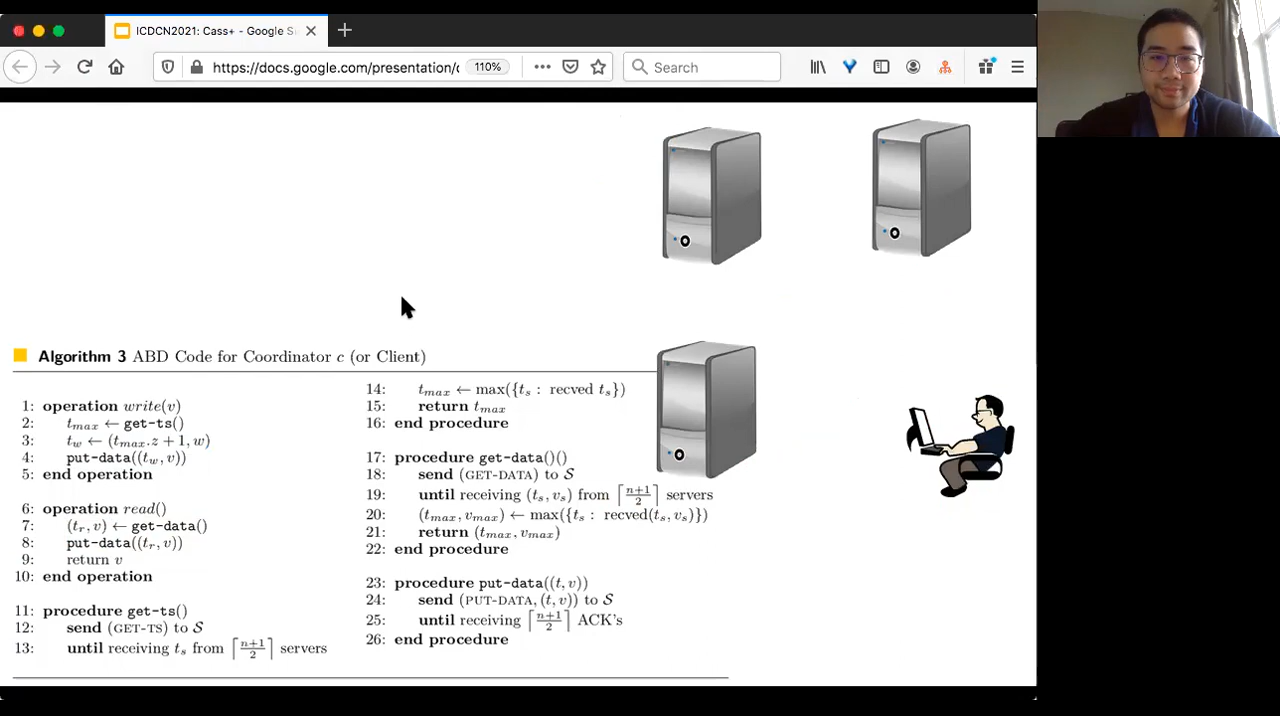 ICDCN2021: Cass+ - Google Sl
https://docs.google.com/presentation/c
110%
Search
Algorithm 3 ABD Code for Coordinator c (or Client)
1: operation write(v)
2: t_max ← get-ts()
3: t_w ← (t_max.z + 1, w)
4: put-data((t_w, v))
5: end operation
6: operation read()
7: (t_r, v) ← get-data()
8: put-data((t_r, v))
9: return v
10: end operation
11: procedure get-ts()
12: send (GET-TS) to S
13: until receiving t_s from ⌈n+1/2⌉ servers
14: t_max ← max({t_s : recved t_s})
15: return t_max
16: end procedure
17: procedure get-data()()
18: send (GET-DATA) to S
19: until receiving (t_s, v_s) from ⌈n+1/2⌉ servers
20: (t_max, v_max) ← max({t_s : recved(t_s, v_s)})
21: return (t_max, v_max)
22: end procedure
23: procedure put-data((t, v))
24: send (PUT-DATA, (t, v)) to S
25: until receiving ⌈n+1/2⌉ ACK's
26: end procedure